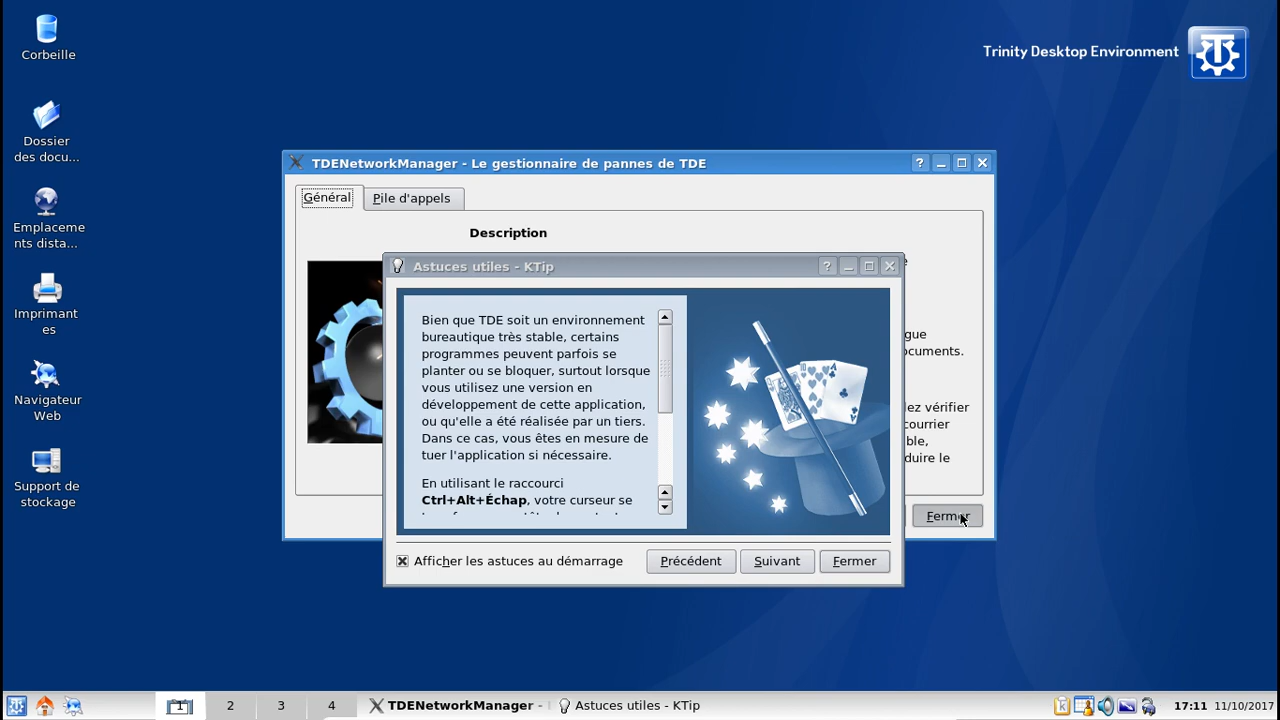 Corbeille
Trinity Desktop Environment
Dossier
des docu...
Emplaceme
nts dista...
Imprimant
es
Navigateur
Web
Support de
stockage
TDENetworkManager - Le gestionnaire de pannes de TDE
Général
Pile d'appels
Description
gue
ocuments.
lez vérifier
courrier
ble,
duire le
Fermer
Astuces utiles - KTip
Bien que TDE soit un environnement
bureautique très stable, certains
programmes peuvent parfois se
planter ou se bloquer, surtout lorsque
vous utilisez une version en
développement de cette application,
ou qu'elle a été réalisée par un tiers.
Dans ce cas, vous êtes en mesure de
tuer l'application si nécessaire.
En utilisant le raccourci
Ctrl+Alt+Échap, votre curseur se
Afficher les astuces au démarrage
Précédent
Suivant
Fermer
1
2
3
4
TDENetworkManager -
Astuces utiles - KTip
17:11 11/10/2017